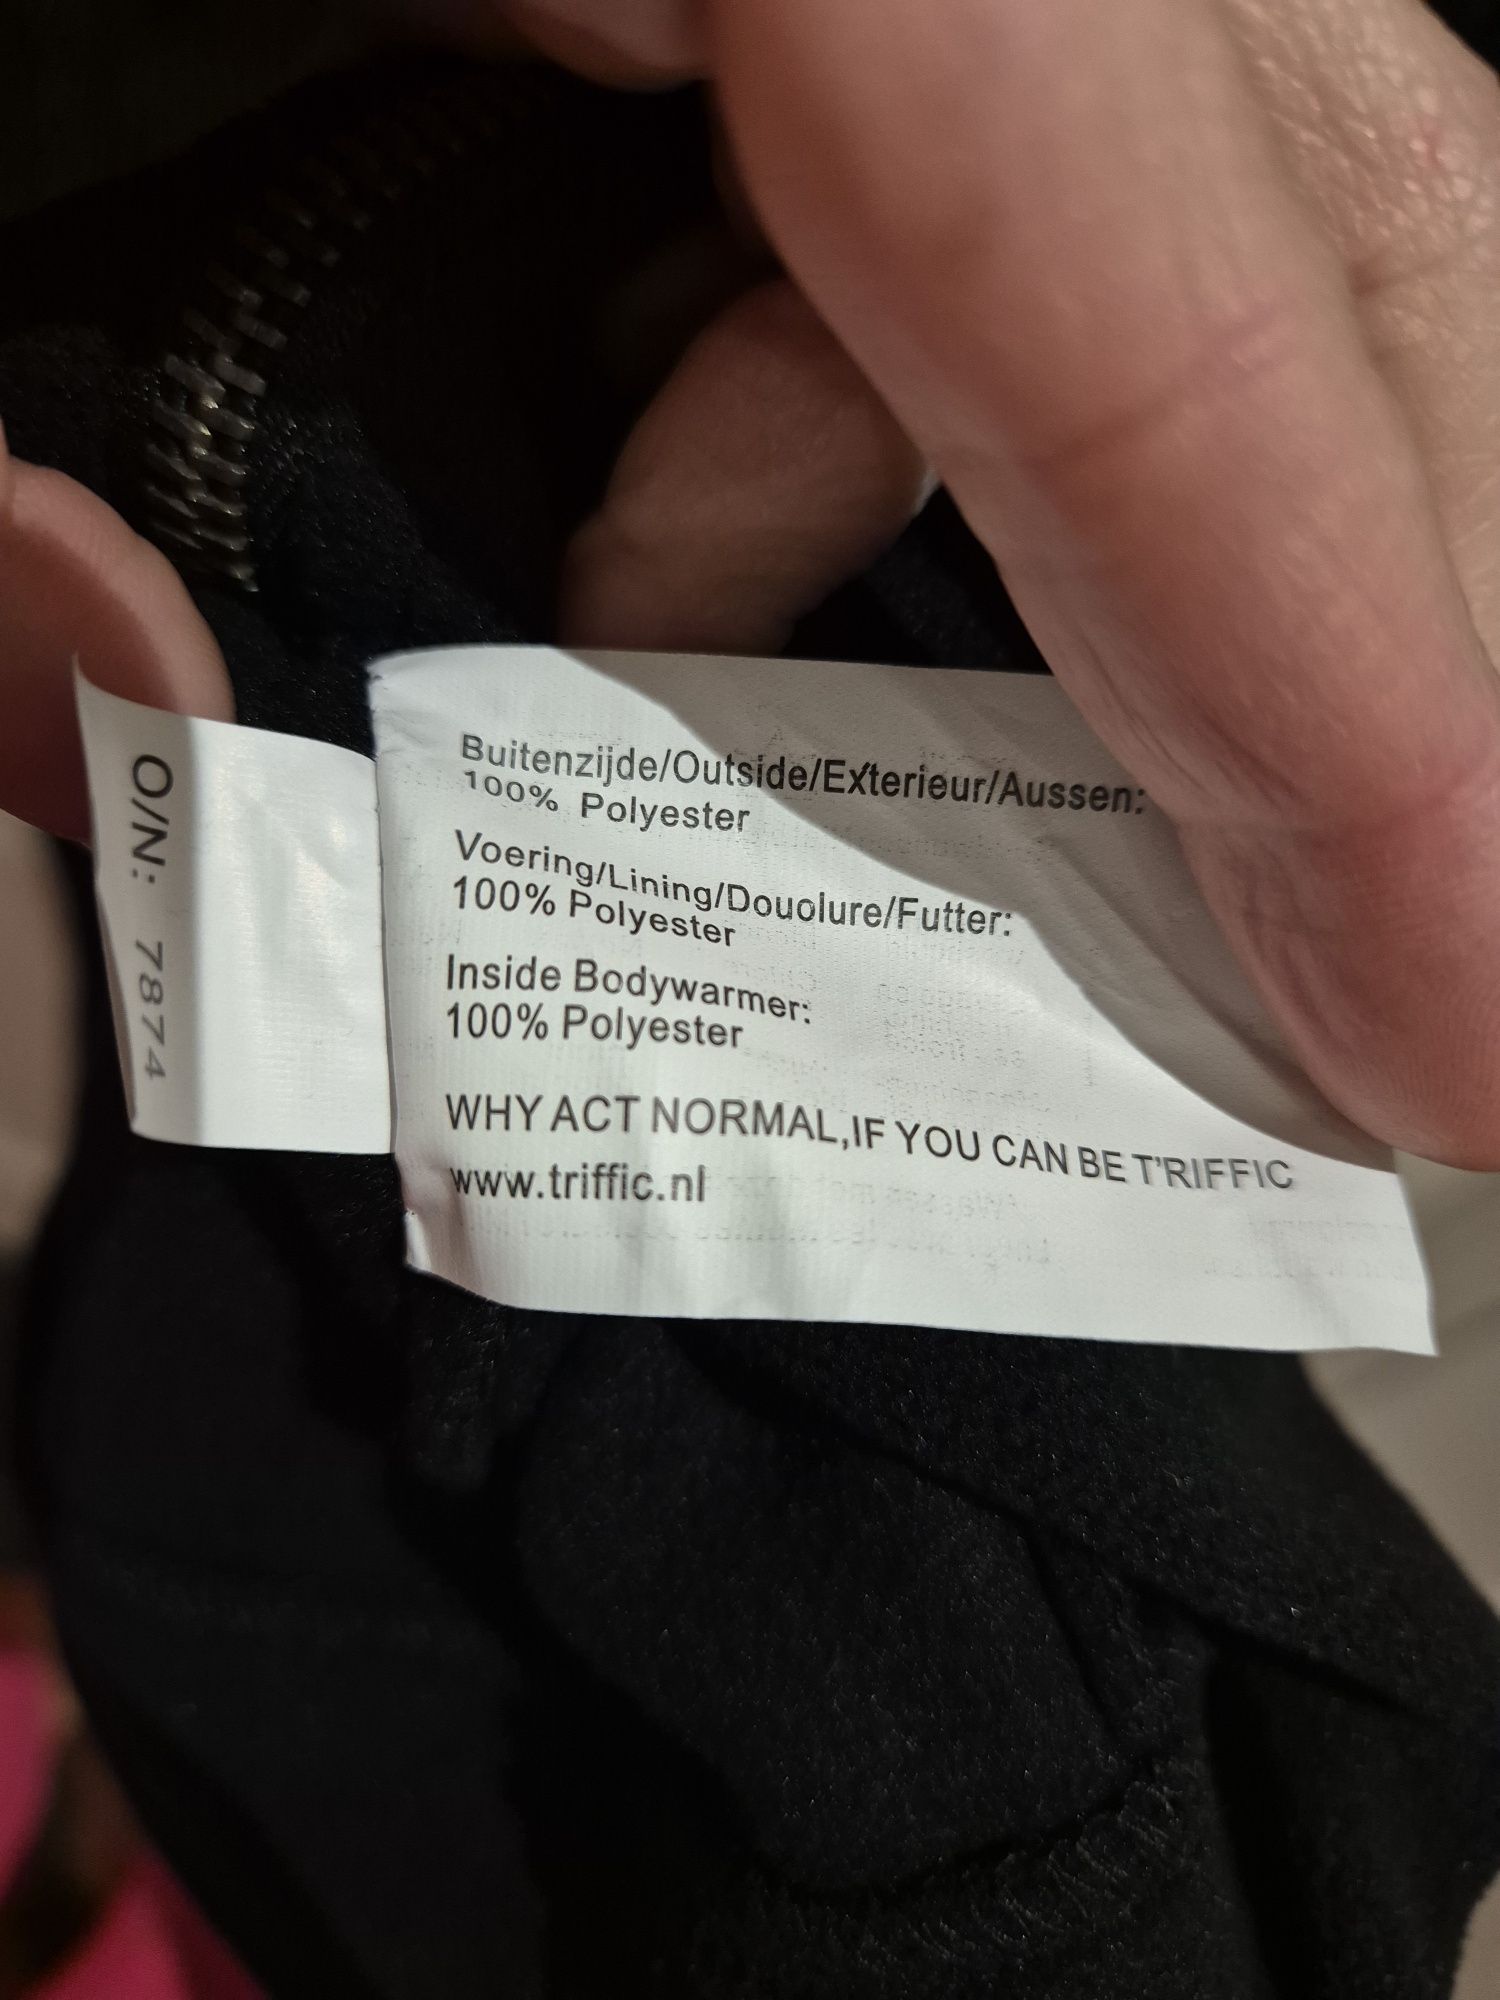 O/N: 7874
Buitenzijde/Outside/Exterieur/Aussen:
100% Polyester
Voering/Lining/Douolure/Futter:
100% Polyester
Inside Bodywarmer:
100% Polyester
WHY ACT NORMAL,IF YOU CAN BE T'RIFFIC
www.triffic.nl